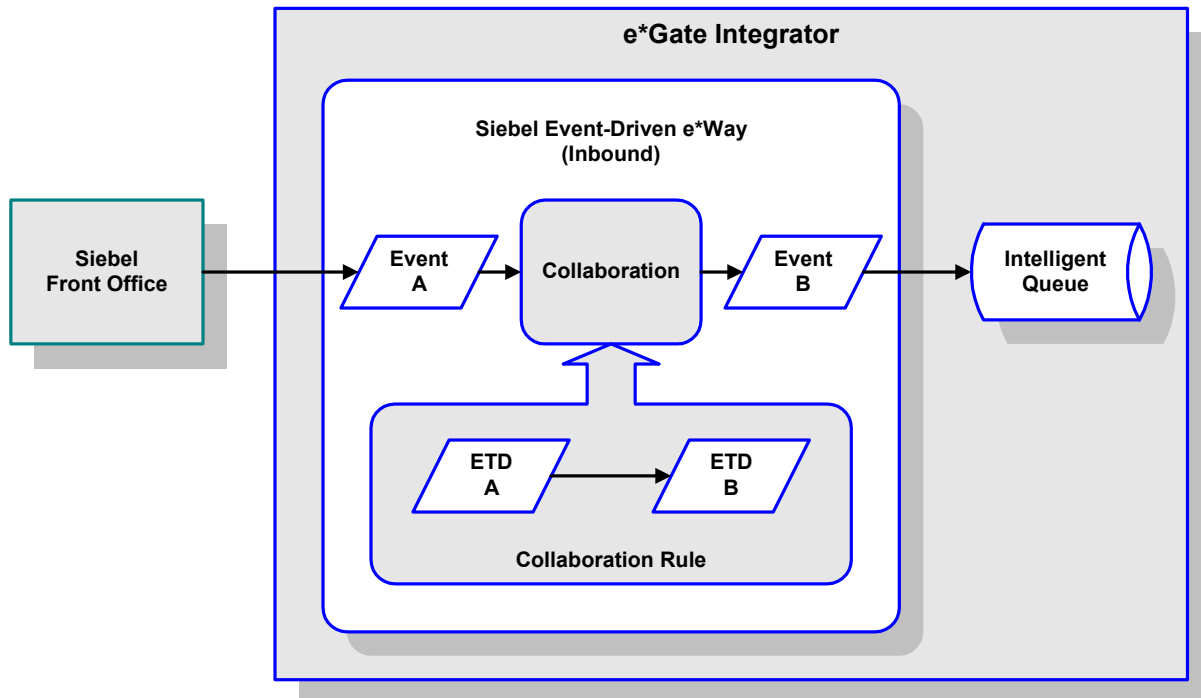 e*Gate Integrator
Siebel Event-Driven e*Way
(Inbound)
Siebel
Front Office
Event
A
Collaboration
Event
B
Intelligent
Queue
ETD
A
ETD
B
Collaboration Rule